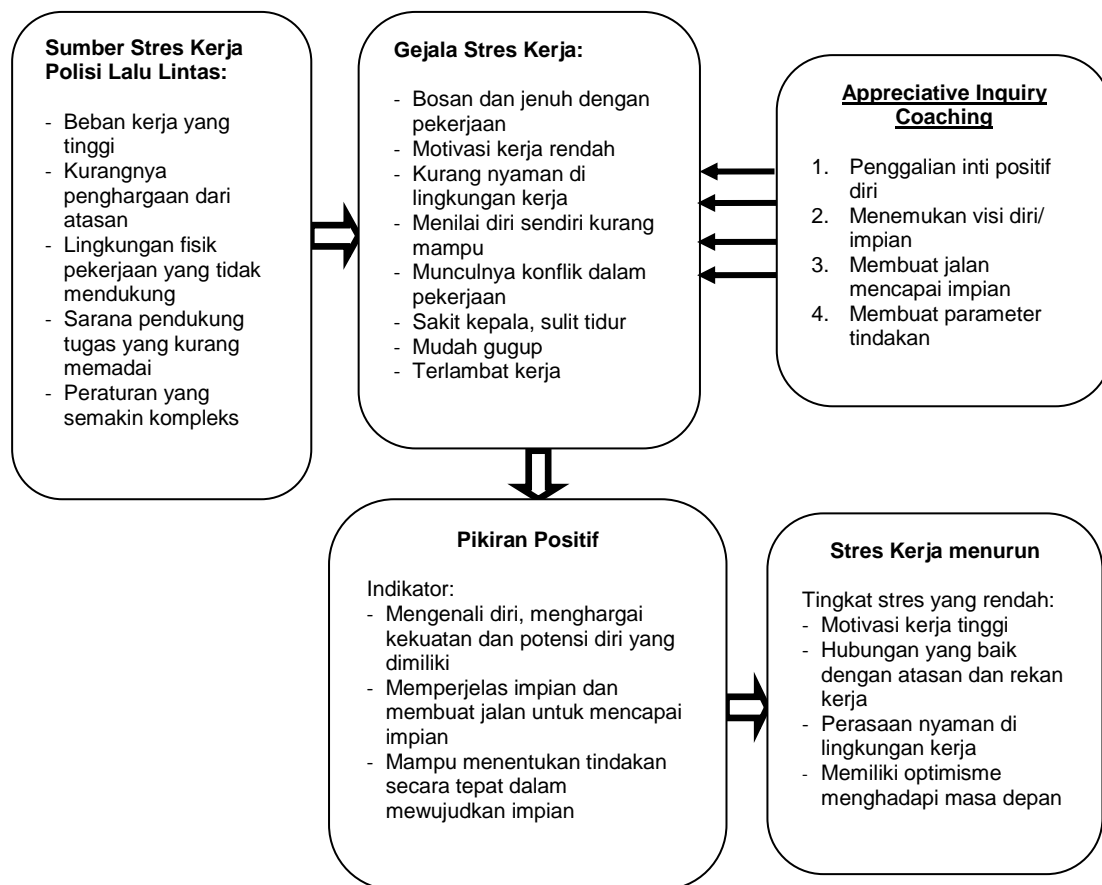 Sumber Stres Kerja
Polisi Lalu Lintas:
- Beban kerja yang
tinggi
- Kurangnya
penghargaan dari
atasan
- Lingkungan fisik
pekerjaan yang tidak
mendukung
- Sarana pendukung
tugas yang kurang
memadai
- Peraturan yang
semakin kompleks
Gejala Stres Kerja:
- Bosan dan jenuh dengan
pekerjaan
- Motivasi kerja rendah
- Kurang nyaman di
lingkungan kerja
- Menilai diri sendiri kurang
mampu
- Munculnya konflik dalam
pekerjaan
- Sakit kepala, sulit tidur
- Mudah gugup
- Terlambat kerja
Appreciative Inquiry
Coaching
1. Penggalian inti positif
diri
2. Menemukan visi diri/
impian
3. Membuat jalan
mencapai impian
4. Membuat parameter
tindakan
Pikiran Positif
Indikator:
- Mengenali diri, menghargai
kekuatan dan potensi diri yang
dimiliki
- Memperjelas impian dan
membuat jalan untuk mencapai
impian
- Mampu menentukan tindakan
secara tepat dalam
mewujudkan impian
Stres Kerja menurun
Tingkat stres yang rendah:
- Motivasi kerja tinggi
- Hubungan yang baik
dengan atasan dan rekan
kerja
- Perasaan nyaman di
lingkungan kerja
- Memiliki optimisme
menghadapi masa depan